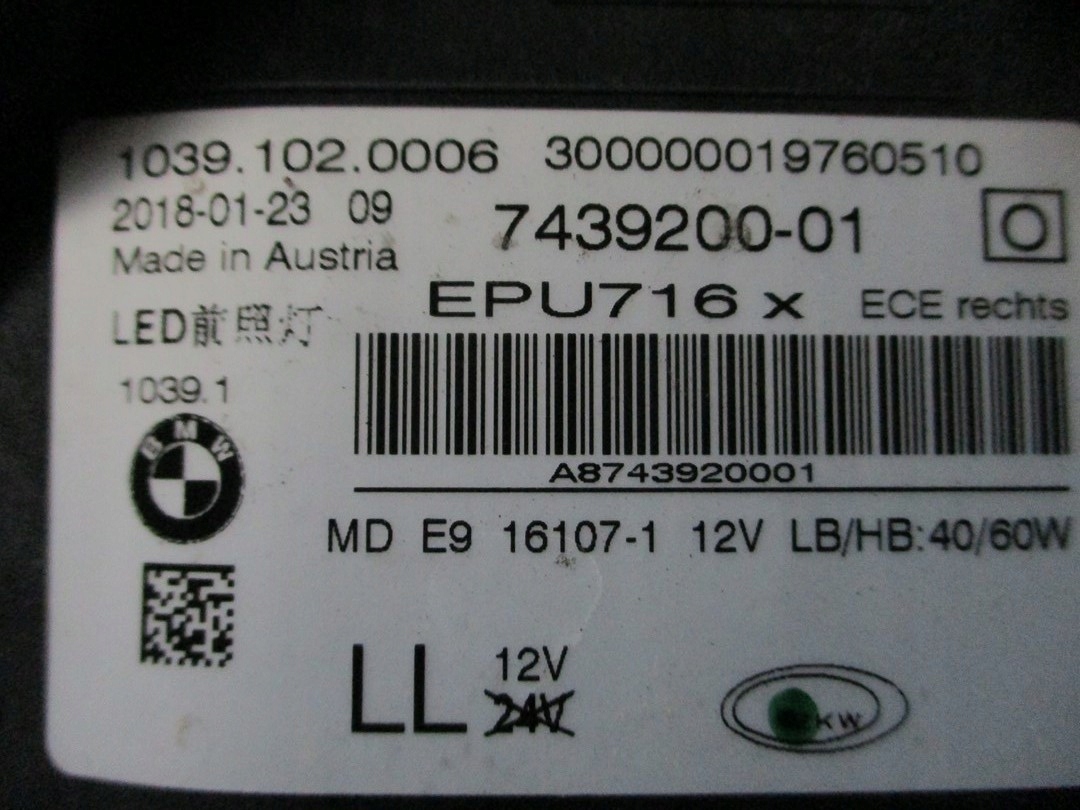 1039.102.0006 300000019760510
2018-01-23 09 7439200-01
Made in Austria
EPU716 x ECE rechts
LED前照灯
1039.1
BMW
A8743920001
MD E9 16107-1 12V LB/HB:40/60W
LL 12V
24V
ZKW